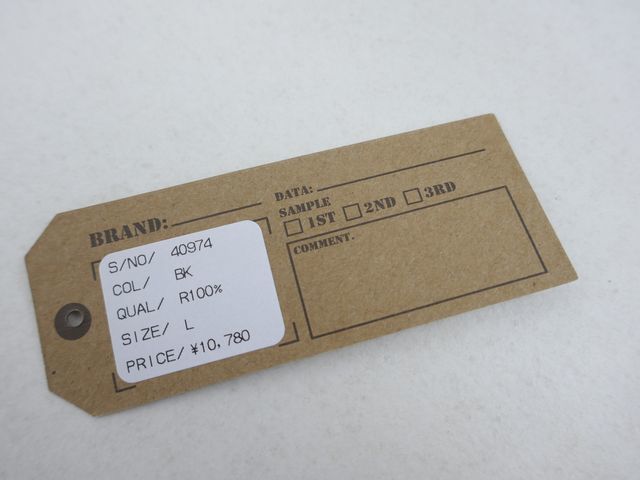 BRAND:
DATA:
SAMPLE
1ST 2ND 3RD
COMMENT.
S/NO/ 40974
COL/ BK
QUAL/ R100%
SIZE/ L
PRICE/ ¥10,780